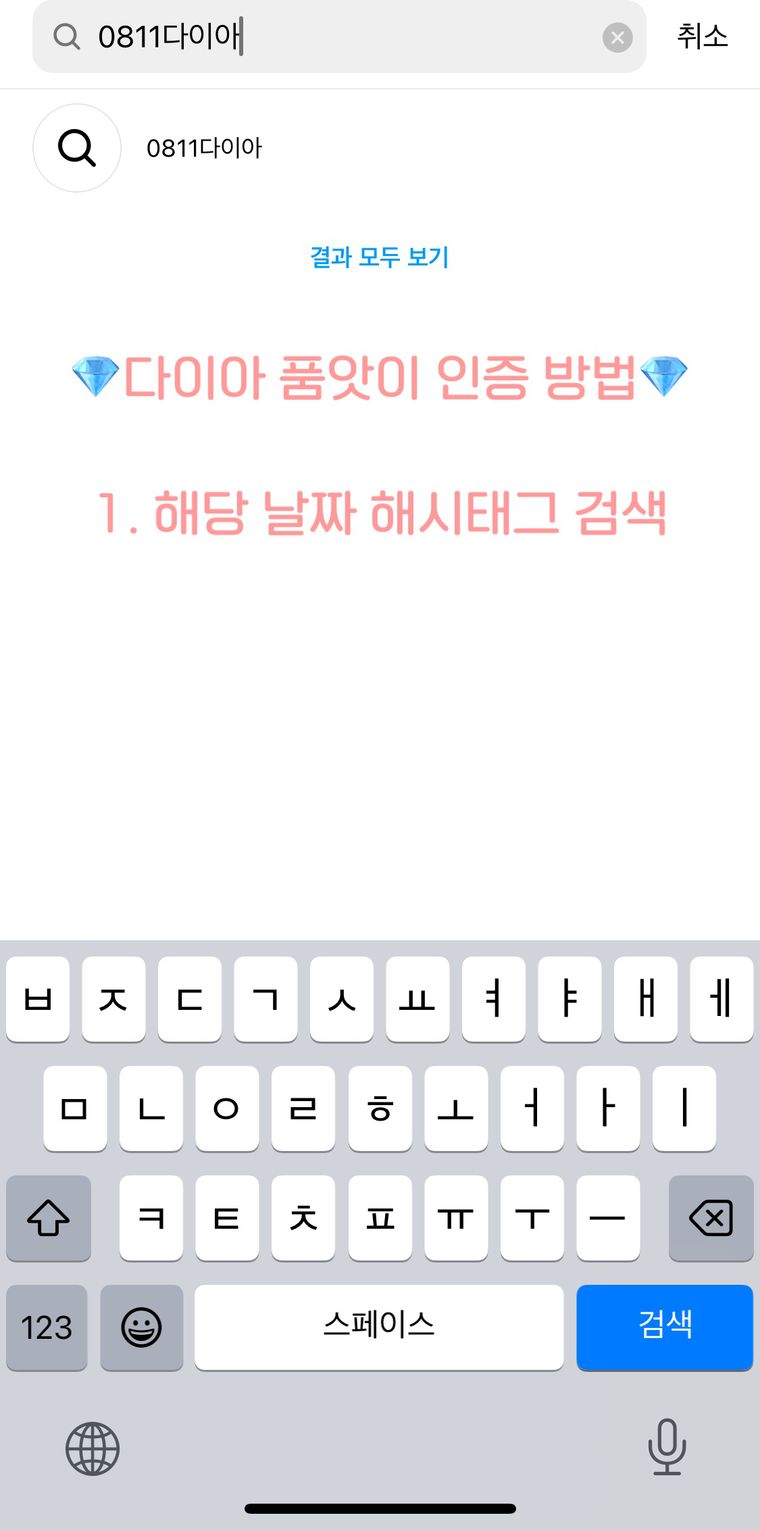 0811다이아 취소
0811다이아
결과 모두 보기
💎다이아 품앗이 인증 방법💎
1. 해당 날짜 해시태그 검색
ㅂ ㅈ ㄷ ㄱ ㅅ ㅛ ㅕ ㅑ ㅐ ㅔ
ㅁ ㄴ ㅇ ㄹ ㅎ ㅗ ㅓ ㅏ ㅣ
ㅋ ㅌ ㅊ ㅍ ㅠ ㅜ ㅡ
123 스페이스 검색